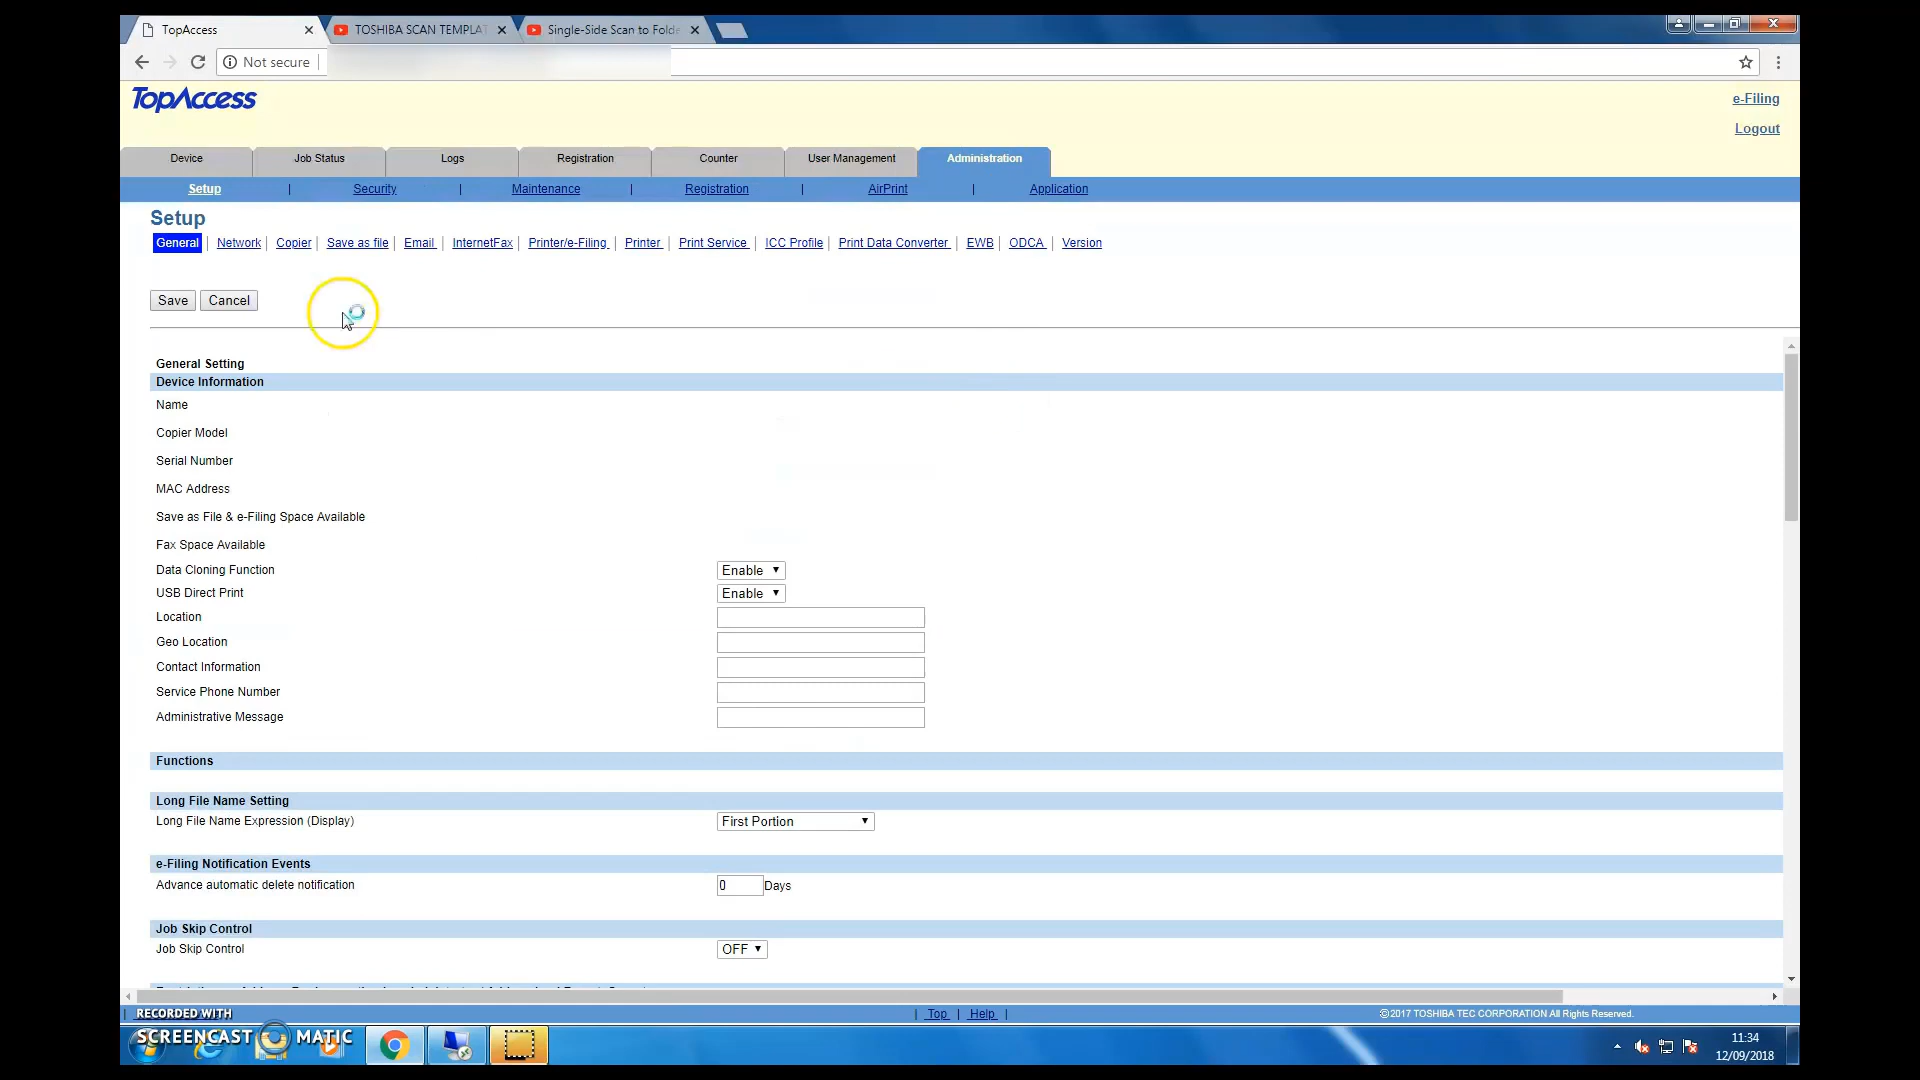 TopAccess
TOSHIBA SCAN TEMPLAT
Single-Side Scan to Folde
Not secure
TopAccess
e-Filing
Logout
Device
Job Status
Logs
Registration
Counter
User Management
Administration
Setup | Security | Maintenance | Registration | AirPrint | Application
Setup
General | Network | Copier | Save as file | Email | InternetFax | Printer/e-Filing | Printer | Print Service | ICC Profile | Print Data Converter | EWB | ODCA | Version
Save Cancel
General Setting
Device Information
Name
Copier Model
Serial Number
MAC Address
Save as File & e-Filing Space Available
Fax Space Available
Data Cloning Function Enable
USB Direct Print Enable
Location
Geo Location
Contact Information
Service Phone Number
Administrative Message
Functions
Long File Name Setting
Long File Name Expression (Display) First Portion
e-Filing Notification Events
Advance automatic delete notification 0 Days
Job Skip Control
Job Skip Control OFF
| Top | Help |
©2017 TOSHIBA TEC CORPORATION All Rights Reserved.
RECORDED WITH
SCREENCAST MATIC
11:34
12/09/2018